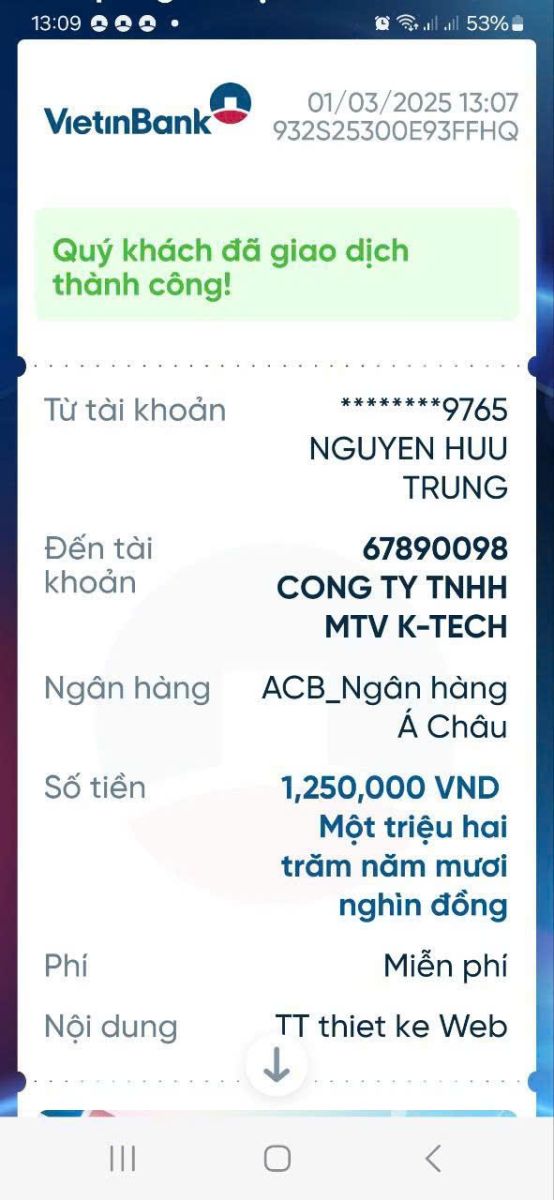 13:09
53%
VietinBank
01/03/2025 13:07
932S25300E93FFHQ
Quý khách đã giao dịch
thành công!
Từ tài khoản
********9765
NGUYEN HUU
TRUNG
Đến tài
khoản
67890098
CONG TY TNHH
MTV K-TECH
Ngân hàng
ACB_Ngân hàng
Á Châu
Số tiền
1,250,000 VND
Một triệu hai
trăm năm mươi
nghìn đồng
Phí
Miễn phí
Nội dung
TT thiet ke Web